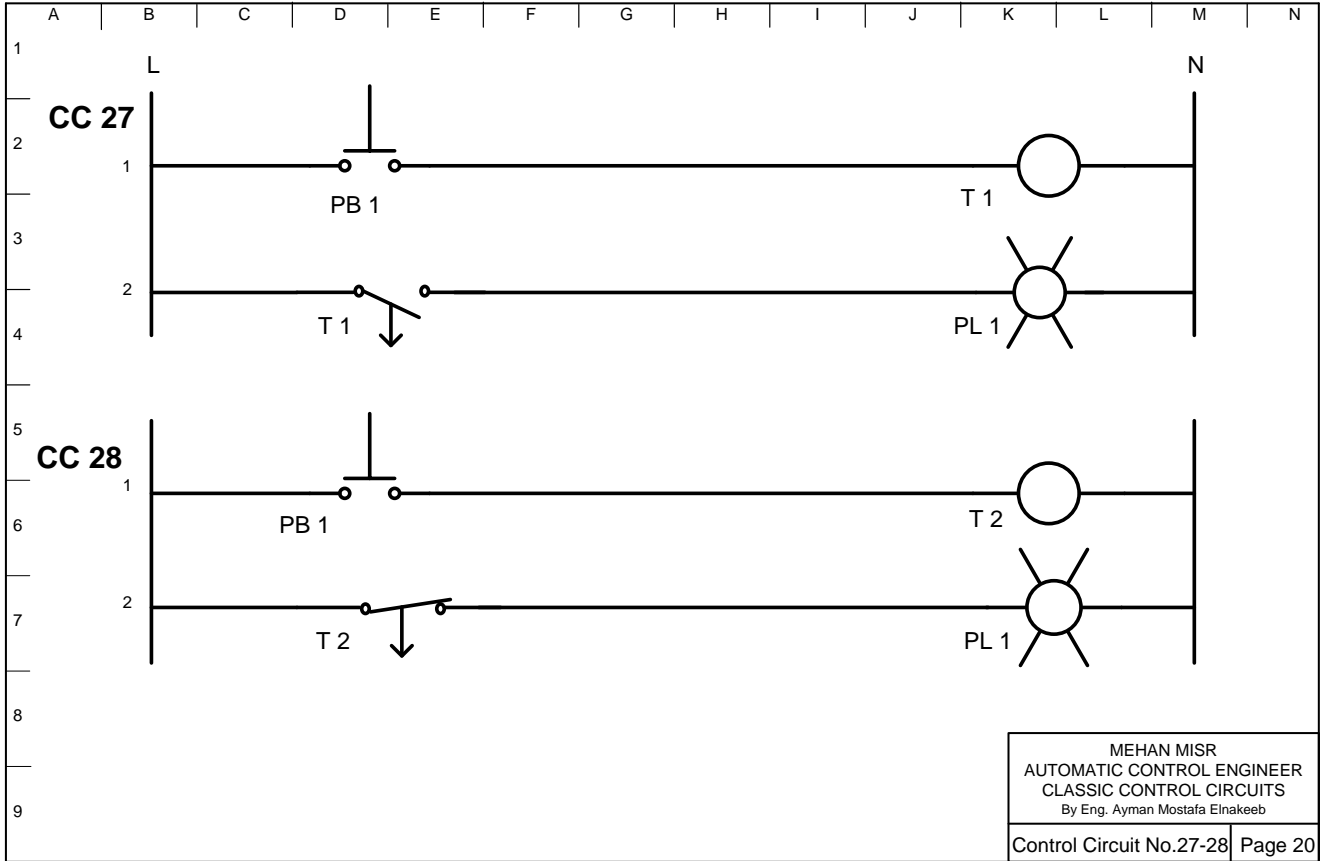 A B C D E F G H I J K L M N
1
L N
CC 27
2
1
PB 1 T 1
3
2
T 1 PL 1
4
5
CC 28
1
PB 1 T 2
6
2
7
T 2 PL 1
8
MEHAN MISR
AUTOMATIC CONTROL ENGINEER
CLASSIC CONTROL CIRCUITS
By Eng. Ayman Mostafa Elnakeeb
9
Control Circuit No.27-28 Page 20